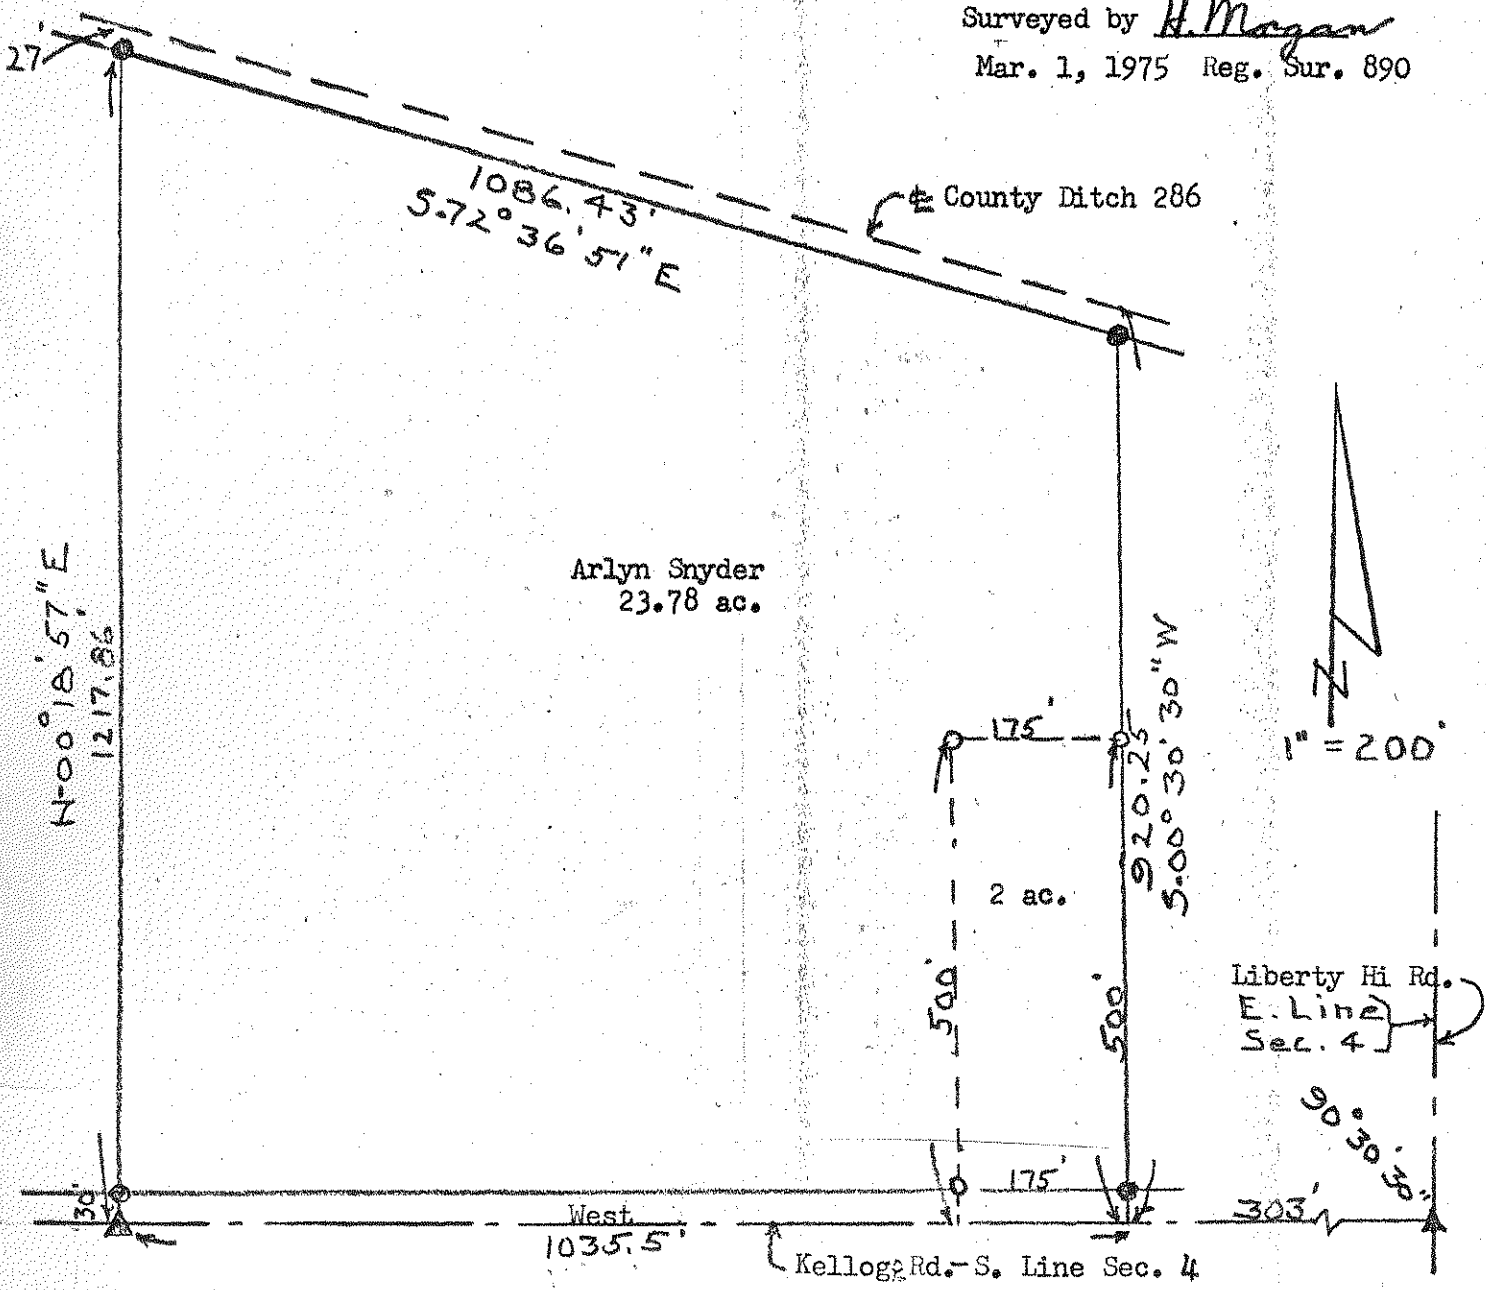 Surveyed by H. Morgan
Mar. 1, 1975 Reg. Sur. 890
27'
1086.43'
S.72° 36' 51" E
℄ County Ditch 286
Arlyn Snyder
23.78 ac.
N-00° 18' 57" E
1217.86'
175'
920.25'
S.00° 30' 30" W
1" = 200'
N
2 ac.
500'
500'
Liberty Hi Rd.
E. Line
Sec. 4
90° 30' 30"
30'
175'
303'
West
1035.5'
Kellogg Rd.- S. Line Sec. 4